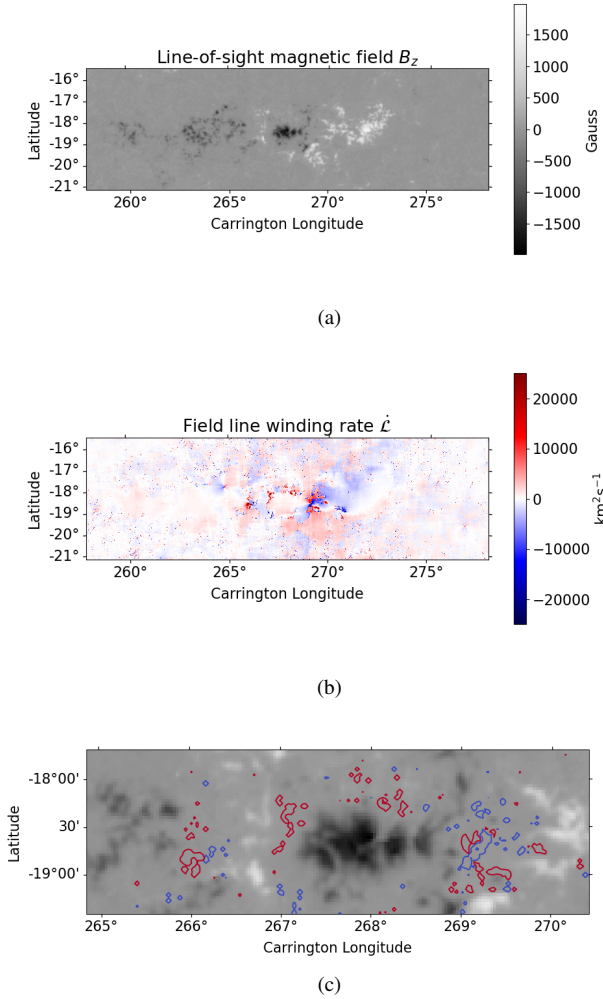 Line-of-sight magnetic field B_z
-16°
-17°
-18°
-19°
-20°
-21°
Latitude
260° 265° 270° 275°
Carrington Longitude
1500
1000
500
0
−500
−1000
−1500
Gauss
(a)
Field line winding rate ℒ̇
-16°
-17°
-18°
-19°
-20°
-21°
Latitude
260° 265° 270° 275°
Carrington Longitude
20000
10000
0
−10000
−20000
km²s⁻¹
(b)
-18°00'
30'
-19°00'
Latitude
265° 266° 267° 268° 269° 270°
Carrington Longitude
(c)